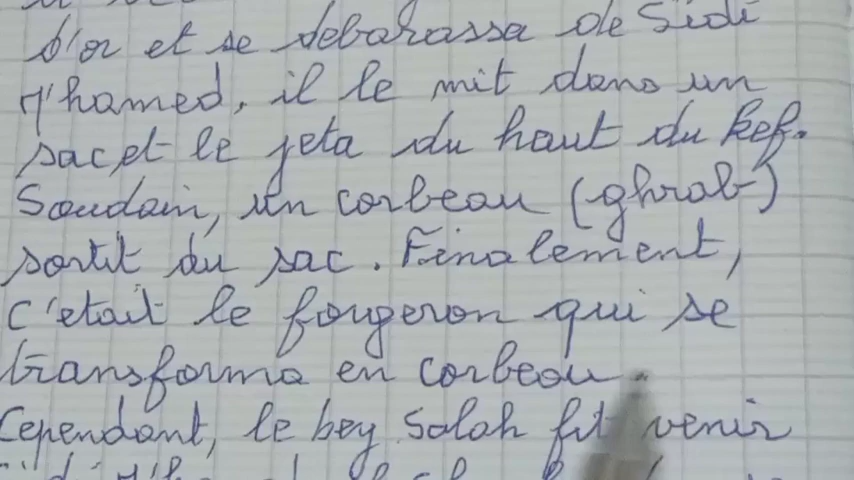 d'or et se debarassa de Sidi
M'hamed, il le mit dans un
sac, et le jeta du haut du Kef.
Soudain, un corbeau (ghrab)
sortit du sac. Finalement,
c'etait le forgeron qui se
transforma en corbeau.
Cependant, le bey Salah fit venir